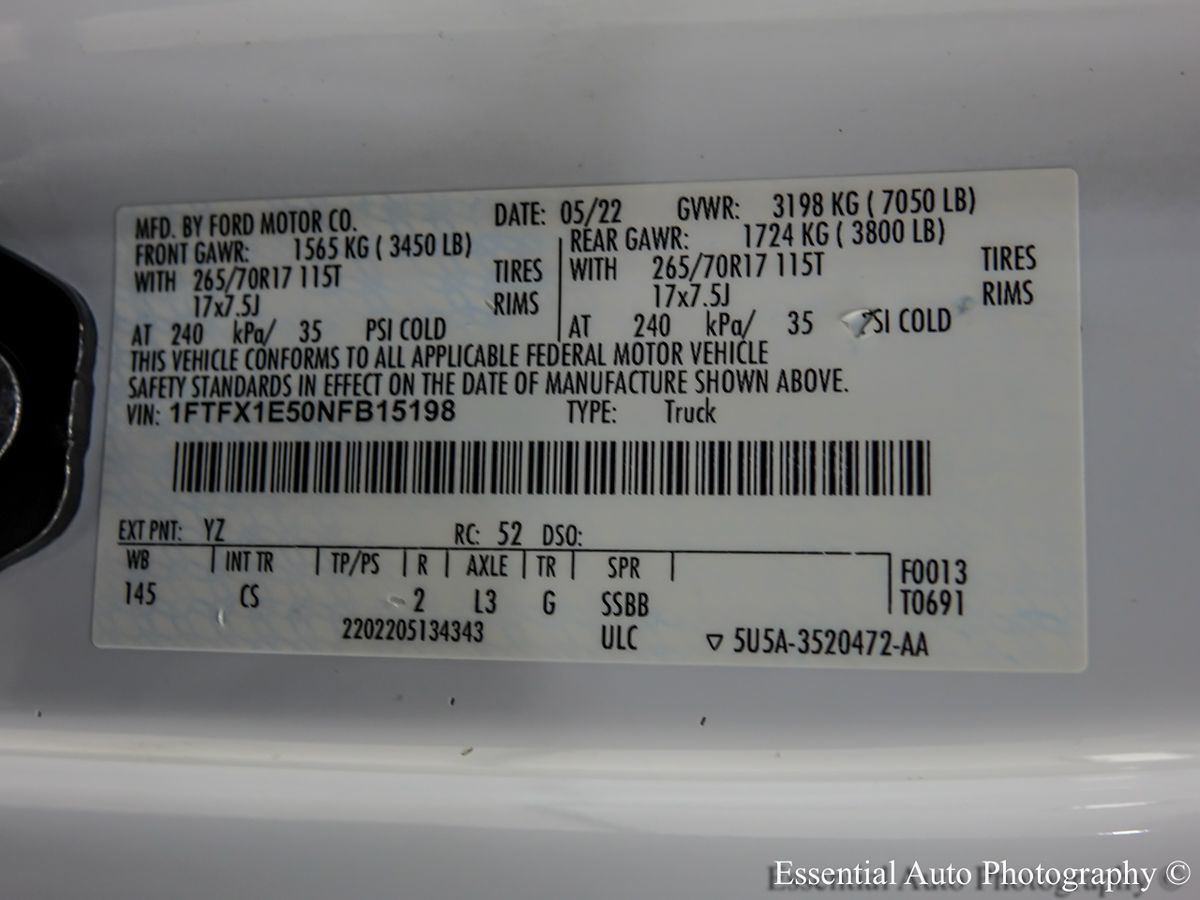 MFD. BY FORD MOTOR CO. DATE: 05/22 GVWR: 3198 KG ( 7050 LB)
FRONT GAWR: 1565 KG ( 3450 LB) REAR GAWR: 1724 KG ( 3800 LB)
WITH 265/70R17 115T TIRES WITH 265/70R17 115T TIRES
17x7.5J RIMS 17x7.5J RIMS
AT 240 kPa/ 35 PSI COLD AT 240 kPa/ 35 PSI COLD
THIS VEHICLE CONFORMS TO ALL APPLICABLE FEDERAL MOTOR VEHICLE
SAFETY STANDARDS IN EFFECT ON THE DATE OF MANUFACTURE SHOWN ABOVE.
VIN: 1FTFX1E50NFB15198 TYPE: Truck
EXT PNT: YZ RC: 52 DSO:
WB INT TR TP/PS R AXLE TR SPR F0013
145 CS 2 L3 G SSBB T0691
2202205134343 ULC ▽ 5U5A-3520472-AA
Essential Auto Photography ©